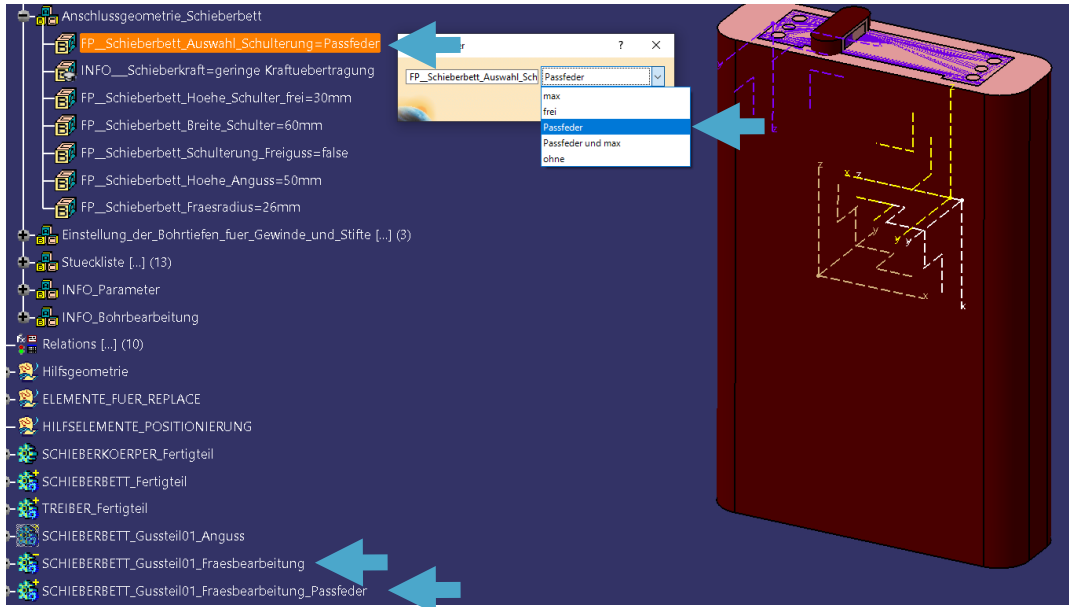 Anschlussgeometrie_Schieberbett
FP__Schieberbett_Auswahl_Schulterung=Passfeder
INFO___Schieberkraft=geringe Kraftuebertragung
FP__Schieberbett_Hoehe_Schulter_frei=30mm
FP__Schieberbett_Breite_Schulter=60mm
FP__Schieberbett_Schulterung_Freiguss=false
FP__Schieberbett_Hoehe_Anguss=50mm
FP__Schieberbett_Fraesradius=26mm
Einstellung_der_Bohrtiefen_fuer_Gewinde_und_Stifte [...] (3)
Stueckliste [...] (13)
INFO_Parameter
INFO_Bohrbearbeitung
Relations [...] (10)
Hilfsgeometrie
ELEMENTE_FUER_REPLACE
HILFSELEMENTE_POSITIONIERUNG
SCHIEBERKOERPER_Fertigteil
SCHIEBERBETT_Fertigteil
TREIBER_Fertigteil
SCHIEBERBETT_Gussteil01_Anguss
SCHIEBERBETT_Gussteil01_Fraesbearbeitung
SCHIEBERBETT_Gussteil01_Fraesbearbeitung_Passfeder
? ×
FP__Schieberbett_Auswahl_Sch Passfeder
max
frei
Passfeder
Passfeder und max
ohne
z
x z
y
y y
x
x